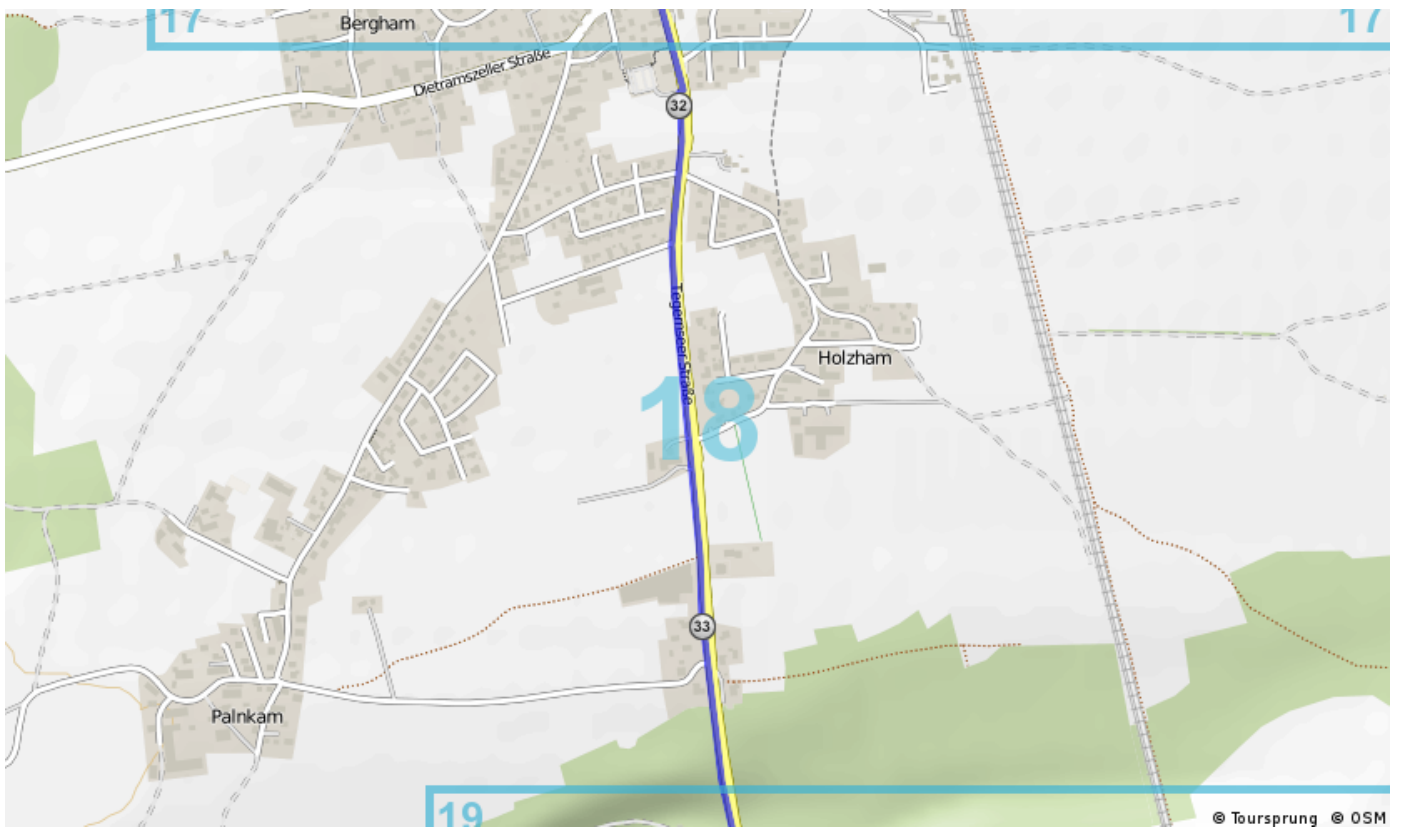 17
17
Bergham
Dietramszeller Straße
32
Tegernseer Straße
Holzham
18
33
Palnkam
19
© Toursprung © OSM